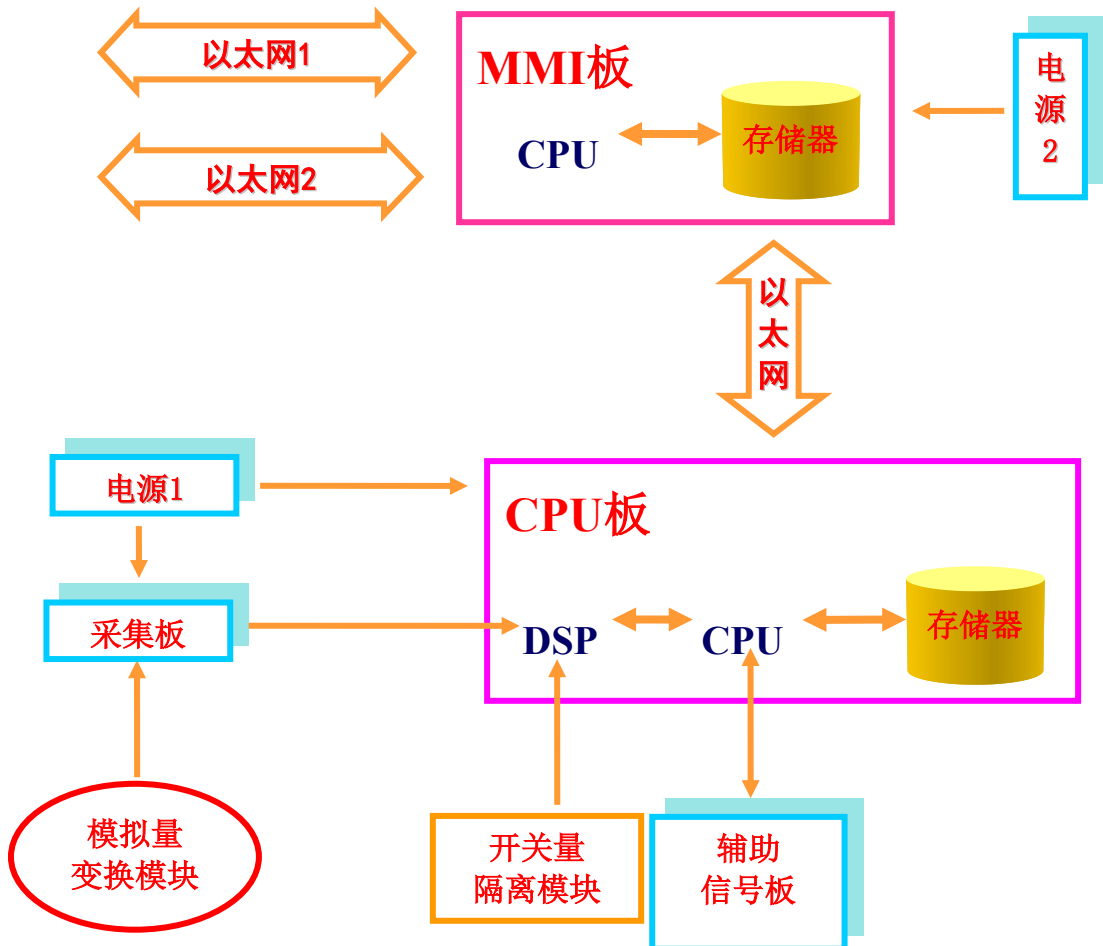 以太网1
以太网2
MMI板
CPU
存储器
电
源
2
以
太
网
电源1
采集板
CPU板
DSP
CPU
存储器
模拟量
变换模块
开关量
隔离模块
辅助
信号板